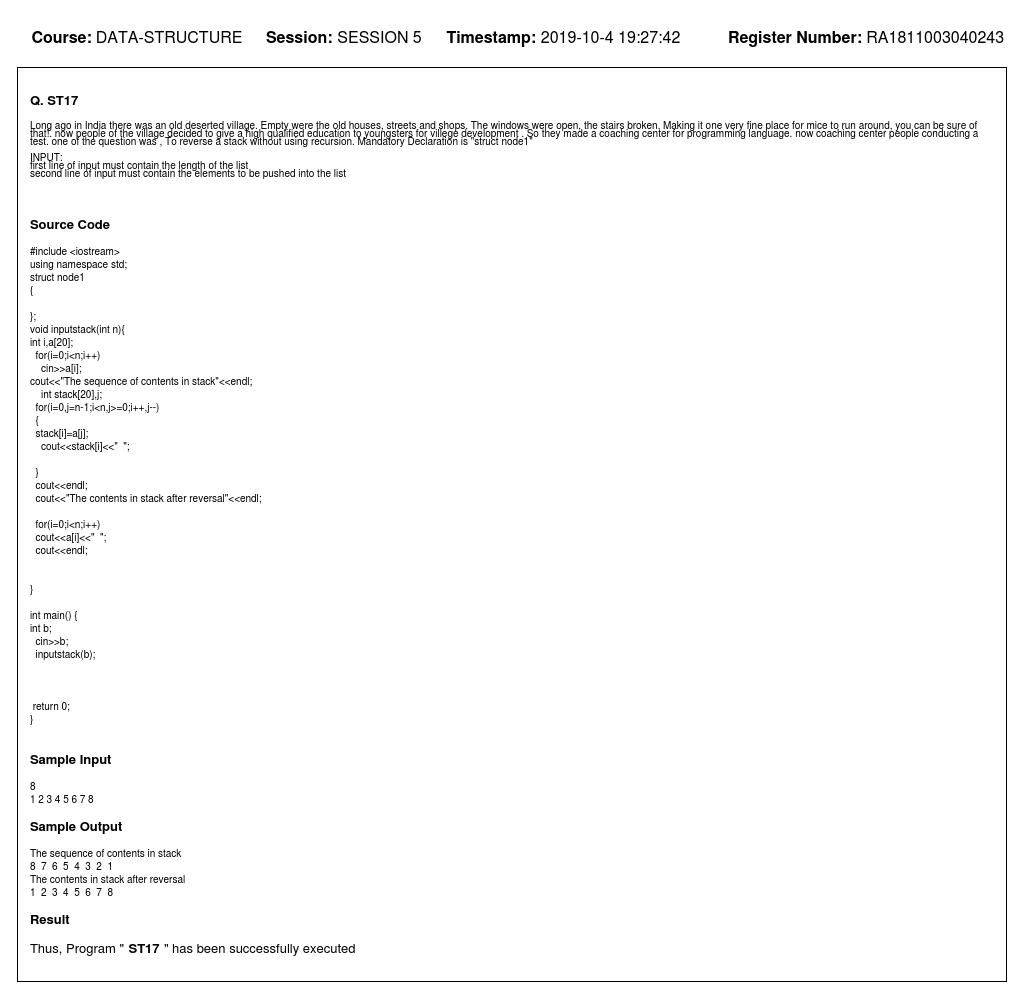 Course: DATA-STRUCTURE Session: SESSION 5 Timestamp: 2019-10-4 19:27:42 Register Number: RA1811003040243
Q. ST17
Long ago in India there was an old deserted village. Empty were the old houses, streets and shops. The windows were open, the stairs broken. Making it one very fine place for mice to run around, you can be sure of
that!. now people of the village decided to give a high qualified education to youngsters for villege development . So they made a coaching center for programming language. now coaching center people conducting a
test. one of the question was , To reverse a stack without using recursion. Mandatory Declaration is "struct node1"
INPUT:
first line of input must contain the length of the list
second line of input must contain the elements to be pushed into the list
Source Code
#include <iostream>
using namespace std;
struct node1
{
};
void inputstack(int n){
int i,a[20];
for(i=0;i<n;i++)
cin>>a[i];
cout<<"The sequence of contents in stack"<<endl;
int stack[20],j;
for(i=0,j=n-1;i<n,j>=0;i++,j--)
{
stack[i]=a[j];
cout<<stack[i]<<"  ";
}
cout<<endl;
cout<<"The contents in stack after reversal"<<endl;
for(i=0;i<n;i++)
cout<<a[i]<<"  ";
cout<<endl;
}
int main() {
int b;
cin>>b;
inputstack(b);
return 0;
}
Sample Input
8
1 2 3 4 5 6 7 8
Sample Output
The sequence of contents in stack
8  7  6  5  4  3  2  1
The contents in stack after reversal
1  2  3  4  5  6  7  8
Result
Thus, Program " ST17 " has been successfully executed